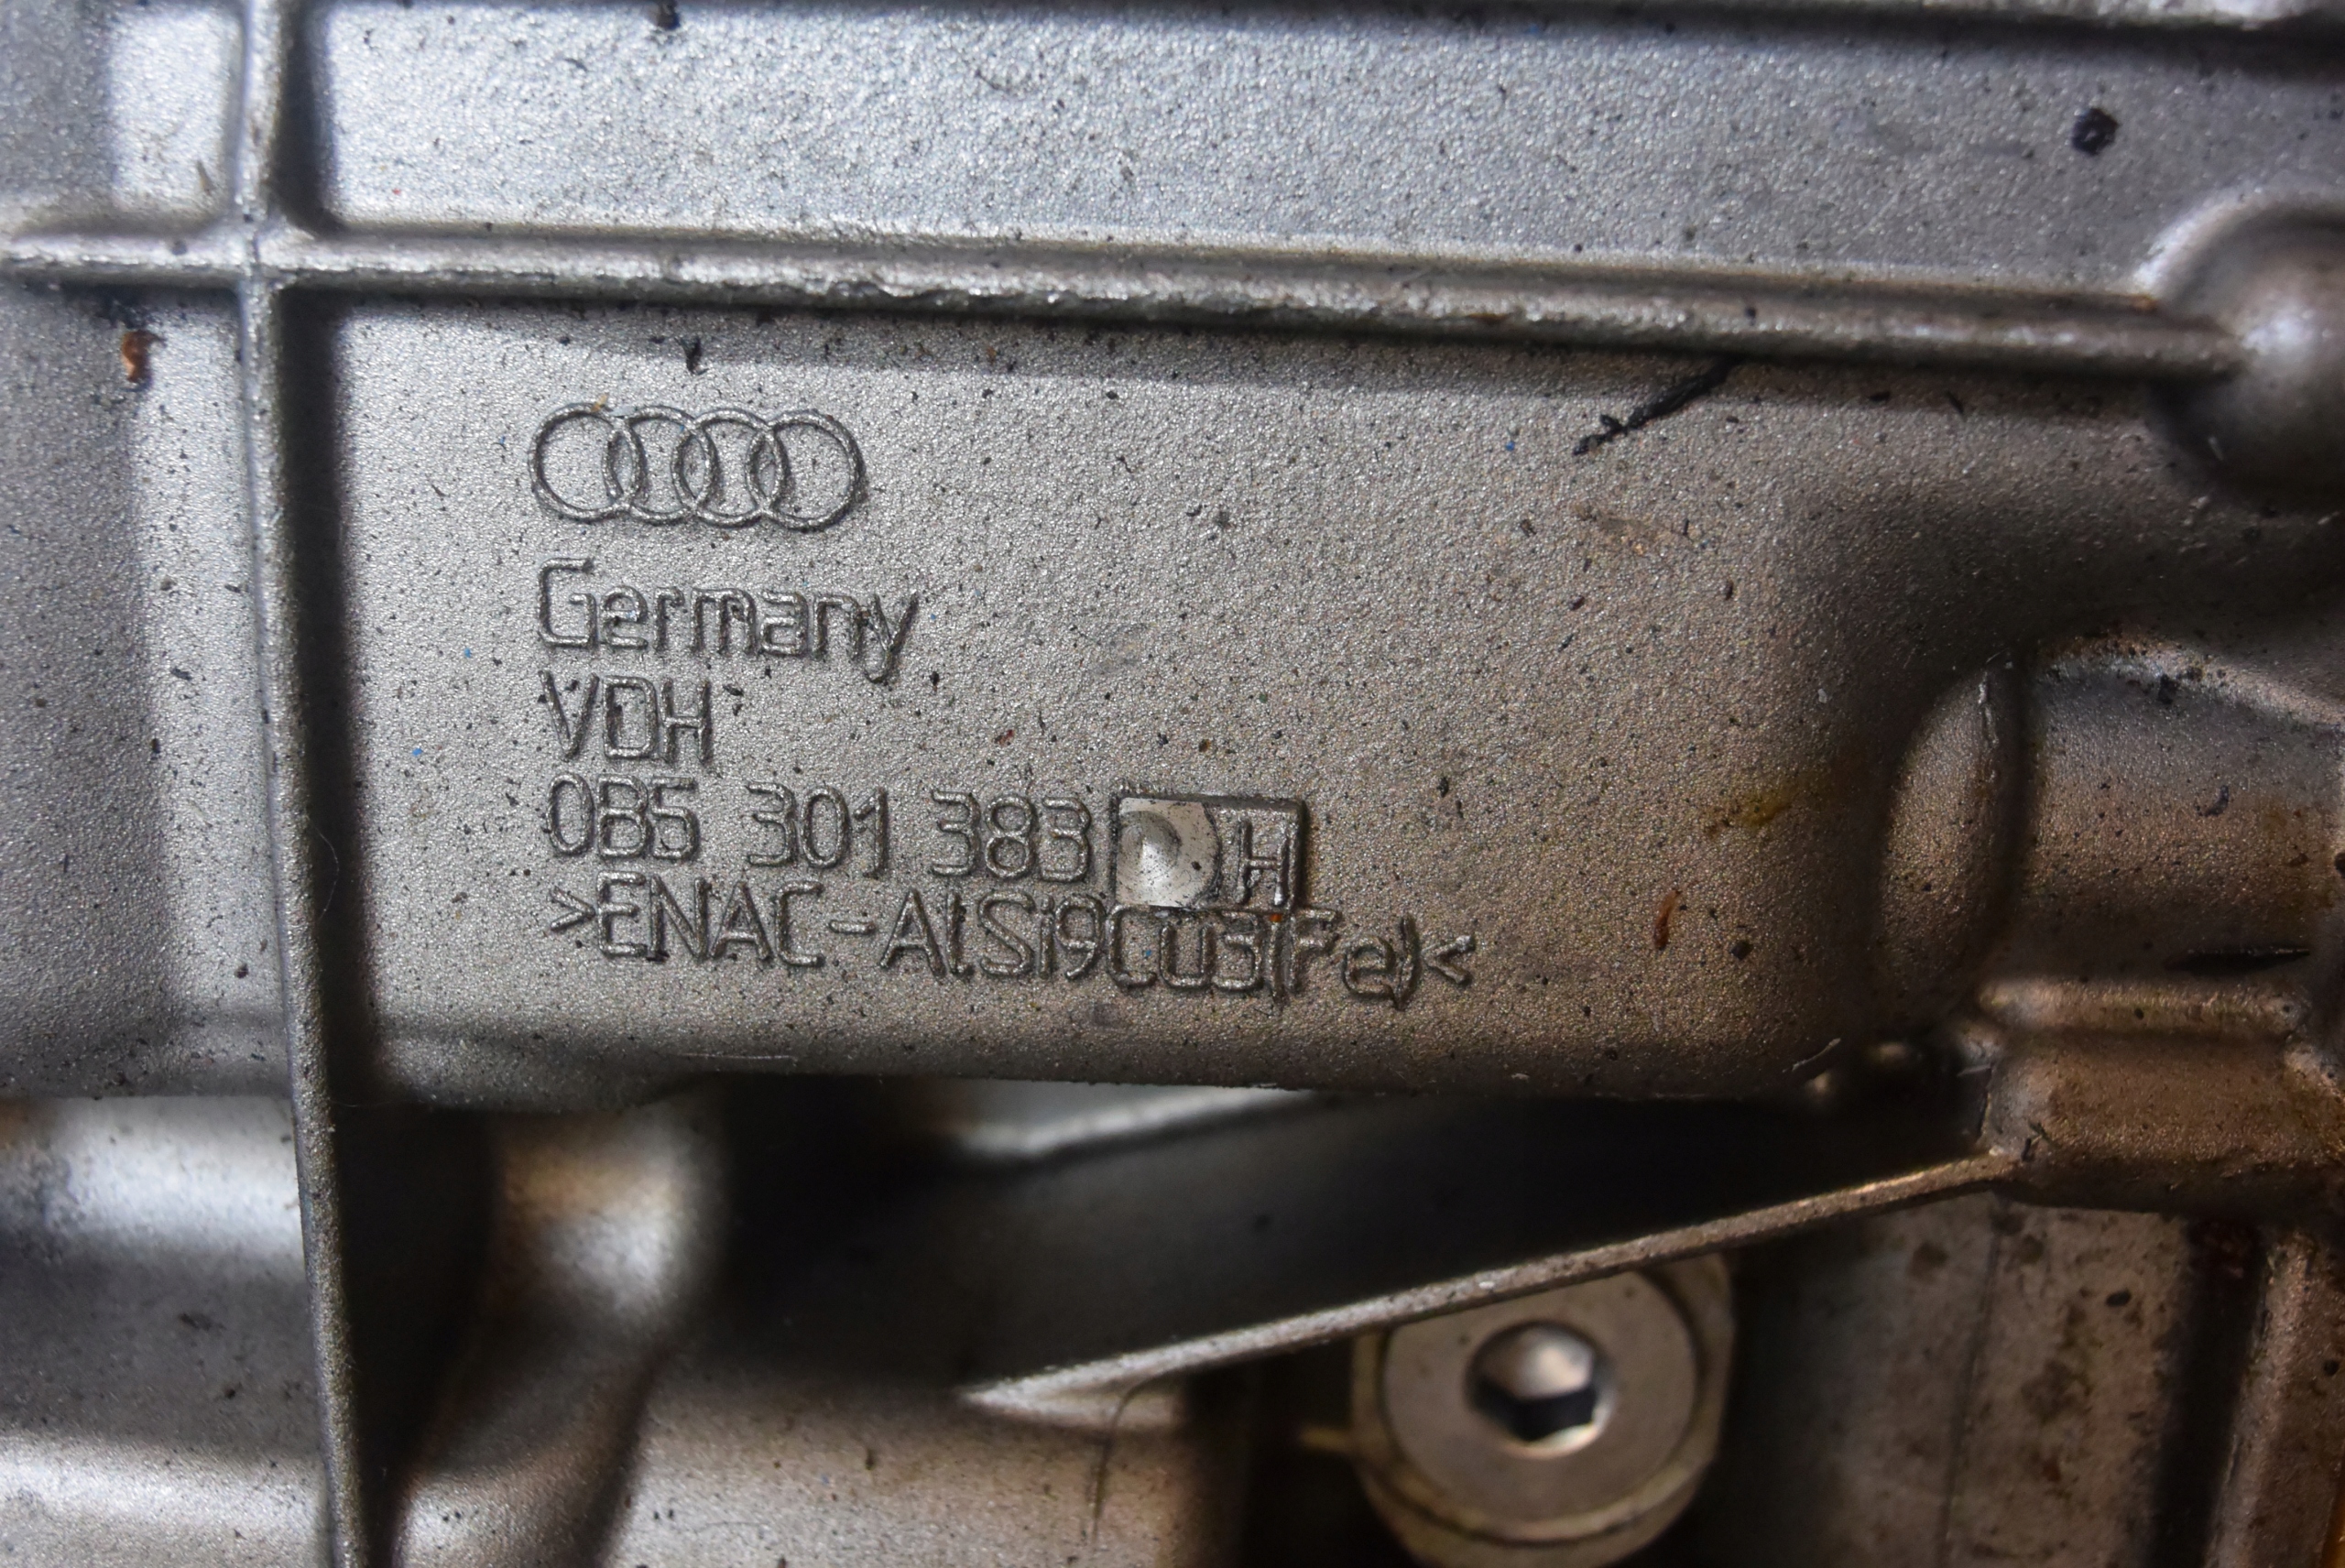 Germany
VDH
0B5 301 383 H
>ENAC-AlSi9Cu3(Fe)<